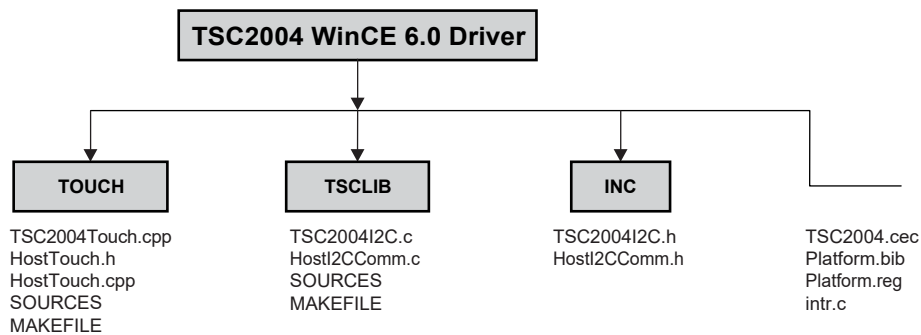 TSC2004 WinCE 6.0 Driver
TOUCH
TSC2004Touch.cpp
HostTouch.h
HostTouch.cpp
SOURCES
MAKEFILE
TSCLIB
TSC2004I2C.c
HostI2CComm.c
SOURCES
MAKEFILE
INC
TSC2004I2C.h
HostI2CComm.h
TSC2004.cec
Platform.bib
Platform.reg
intr.c